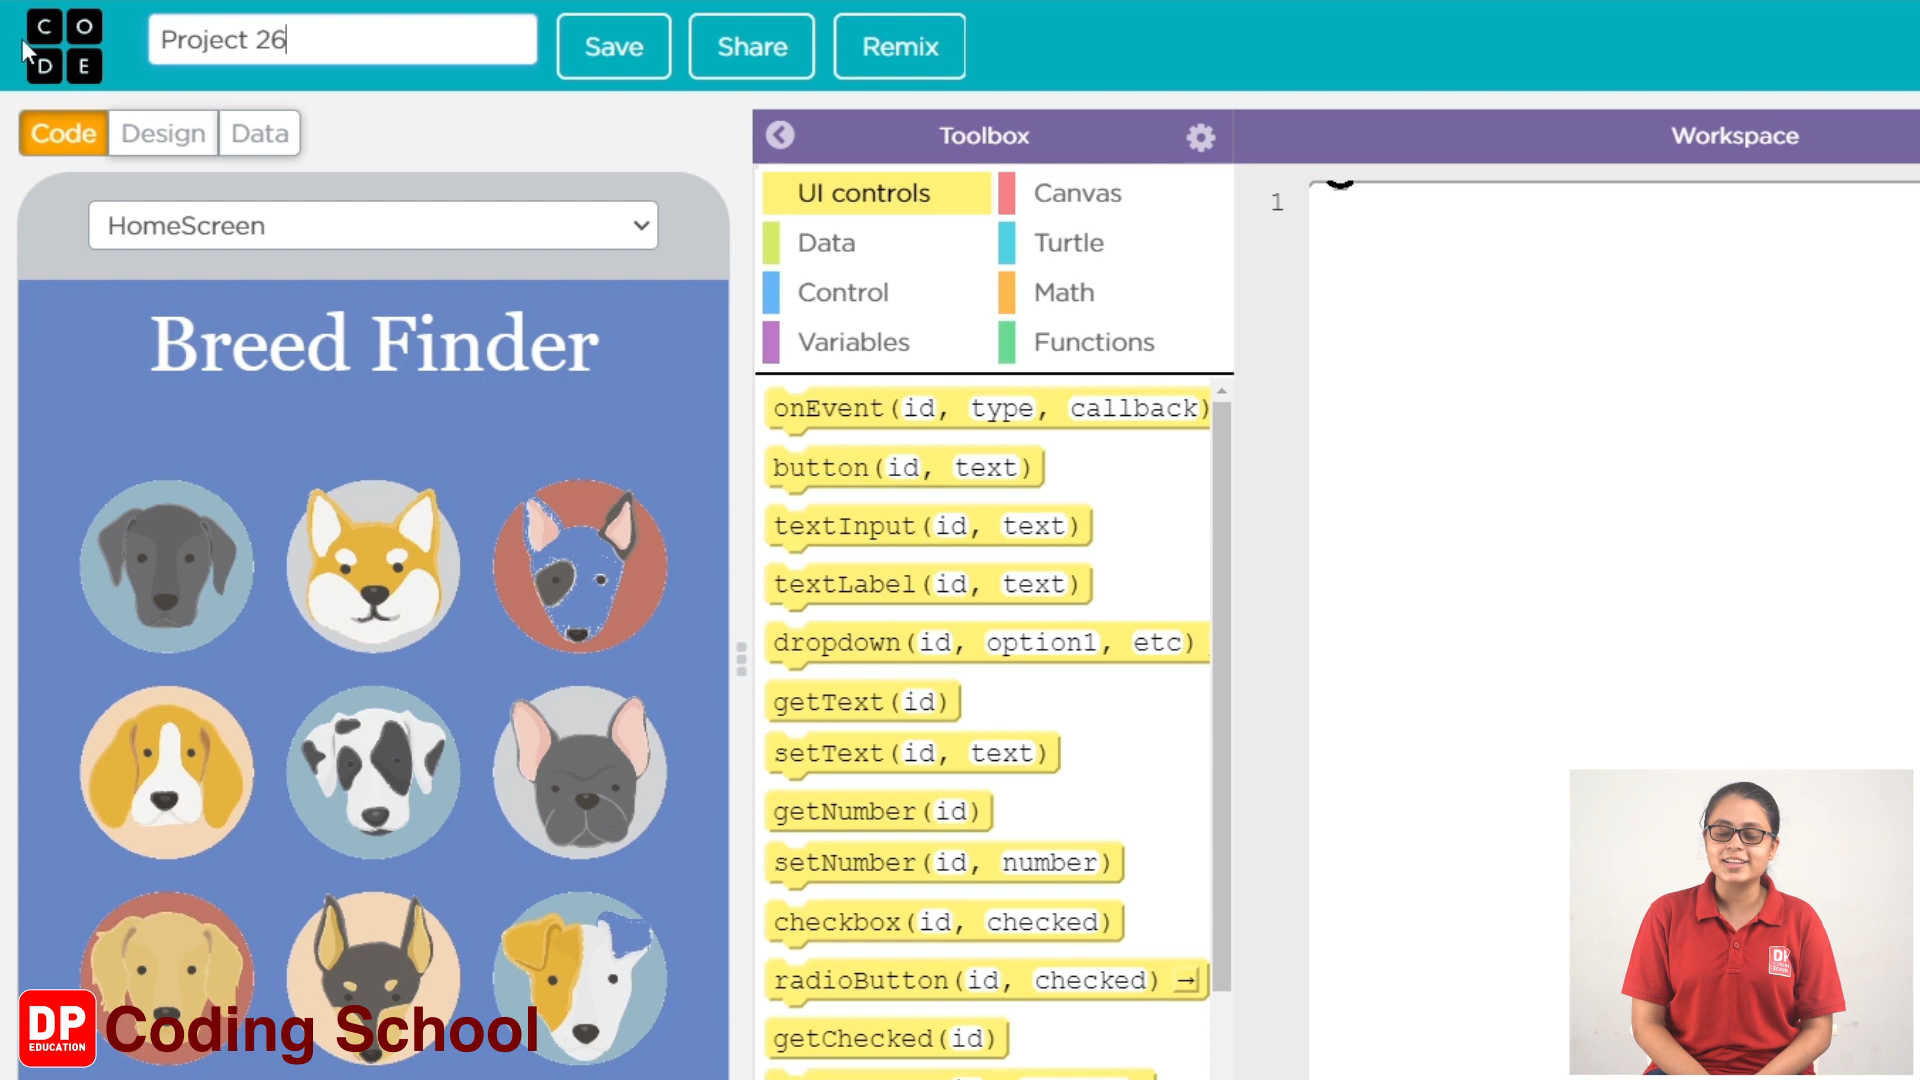 C O
D E
Project 26
Save
Share
Remix
Code
Design
Data
Toolbox
Workspace
HomeScreen
UI controls
Canvas
Data
Turtle
Control
Math
Variables
Functions
1
Breed Finder
onEvent(id, type, callback)
button(id, text)
textInput(id, text)
textLabel(id, text)
dropdown(id, option1, etc)
getText(id)
setText(id, text)
getNumber(id)
setNumber(id, number)
checkbox(id, checked)
radioButton(id, checked) →
getChecked(id)
DP
EDUCATION
Coding School
DP